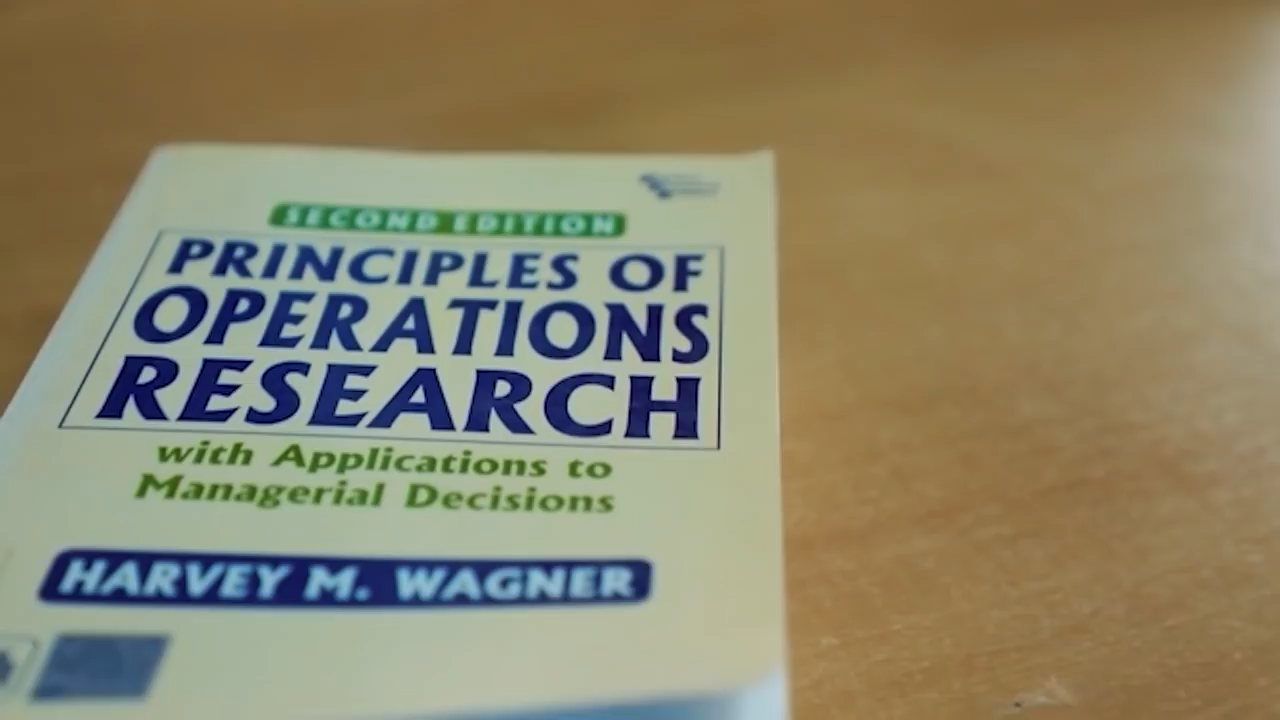 SECOND EDITION
PRINCIPLES OF
OPERATIONS
RESEARCH
with Applications to
Managerial Decisions
HARVEY M. WAGNER